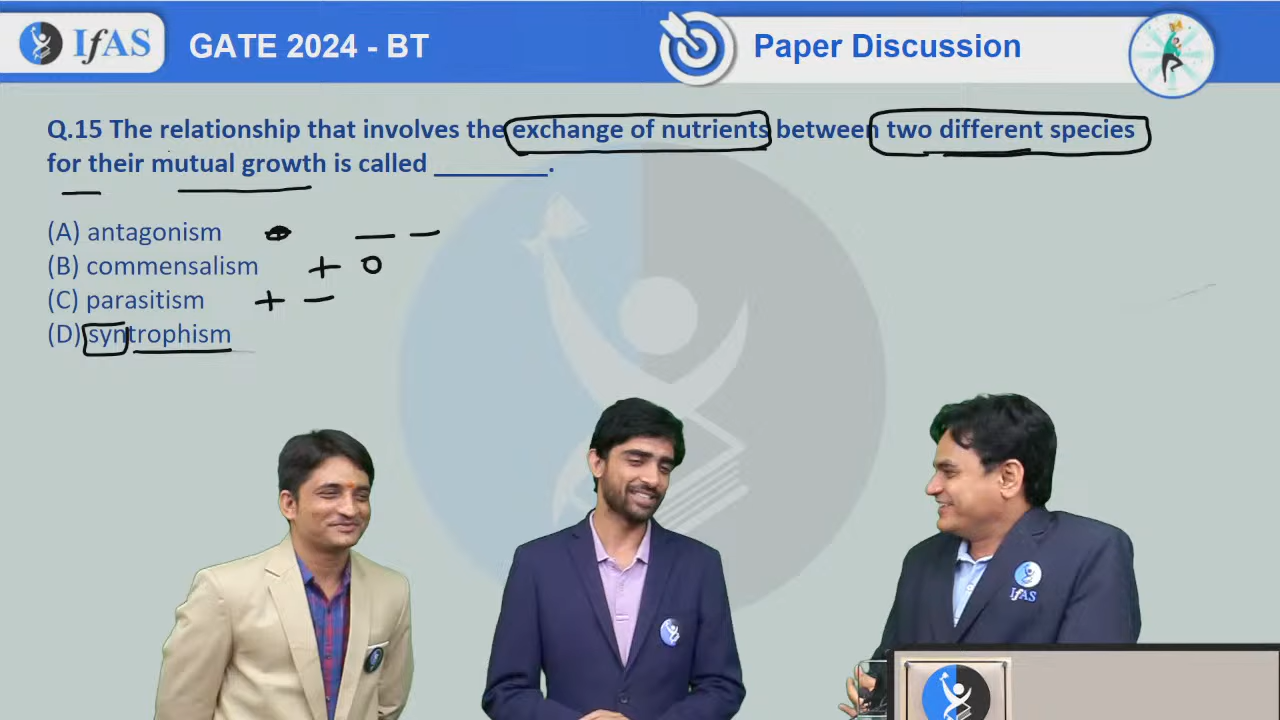 IfAS
GATE 2024 - BT
Paper Discussion
Q.15 The relationship that involves the exchange of nutrients between two different species
for their mutual growth is called _________.
(A) antagonism — —
(B) commensalism + o
(C) parasitism + —
(D) syntrophism
IfAS